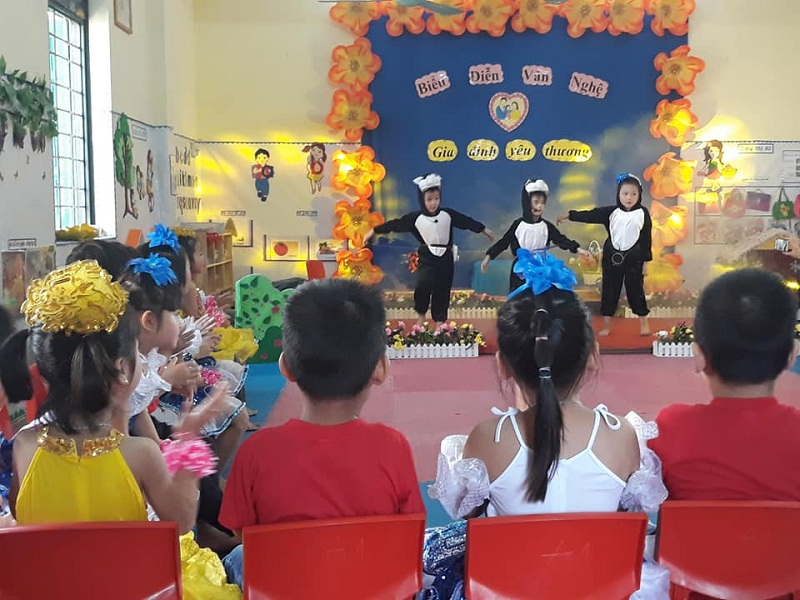 Biểu Diễn Văn Nghệ
Gia đình yêu thương